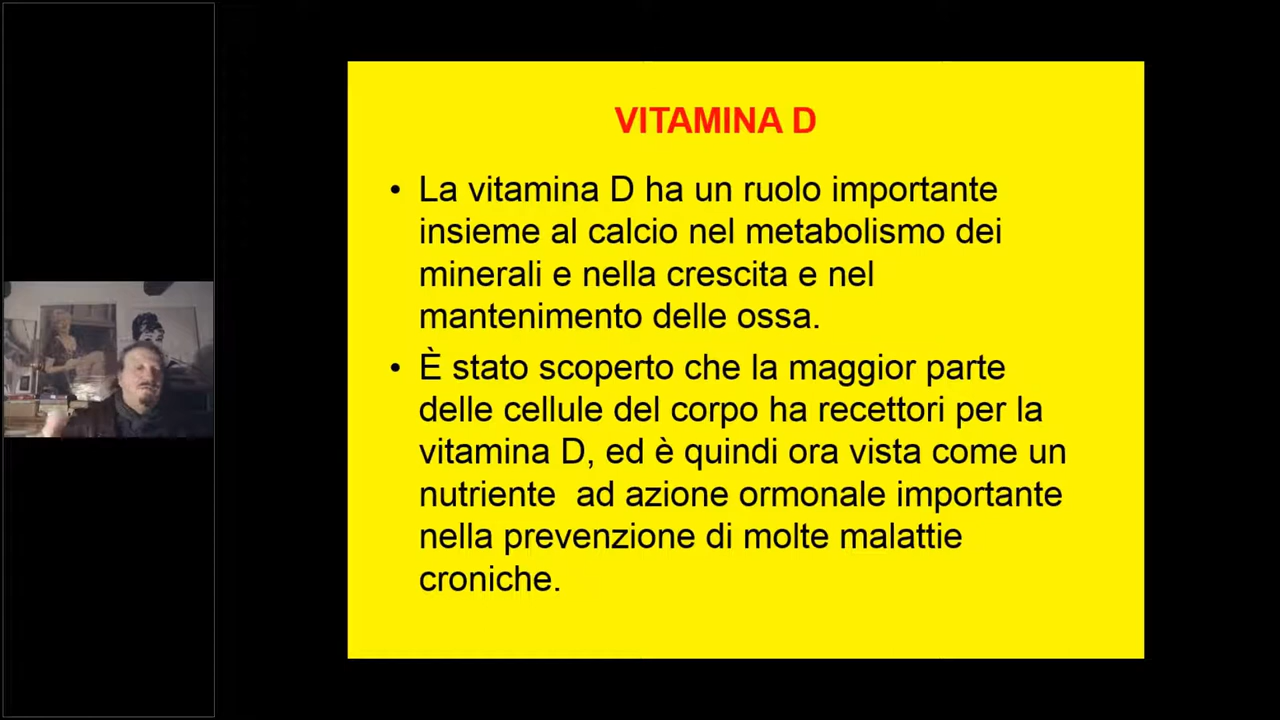 VITAMINA D
• La vitamina D ha un ruolo importante
insieme al calcio nel metabolismo dei
minerali e nella crescita e nel
mantenimento delle ossa.
• È stato scoperto che la maggior parte
delle cellule del corpo ha recettori per la
vitamina D, ed è quindi ora vista come un
nutriente  ad azione ormonale importante
nella prevenzione di molte malattie
croniche.